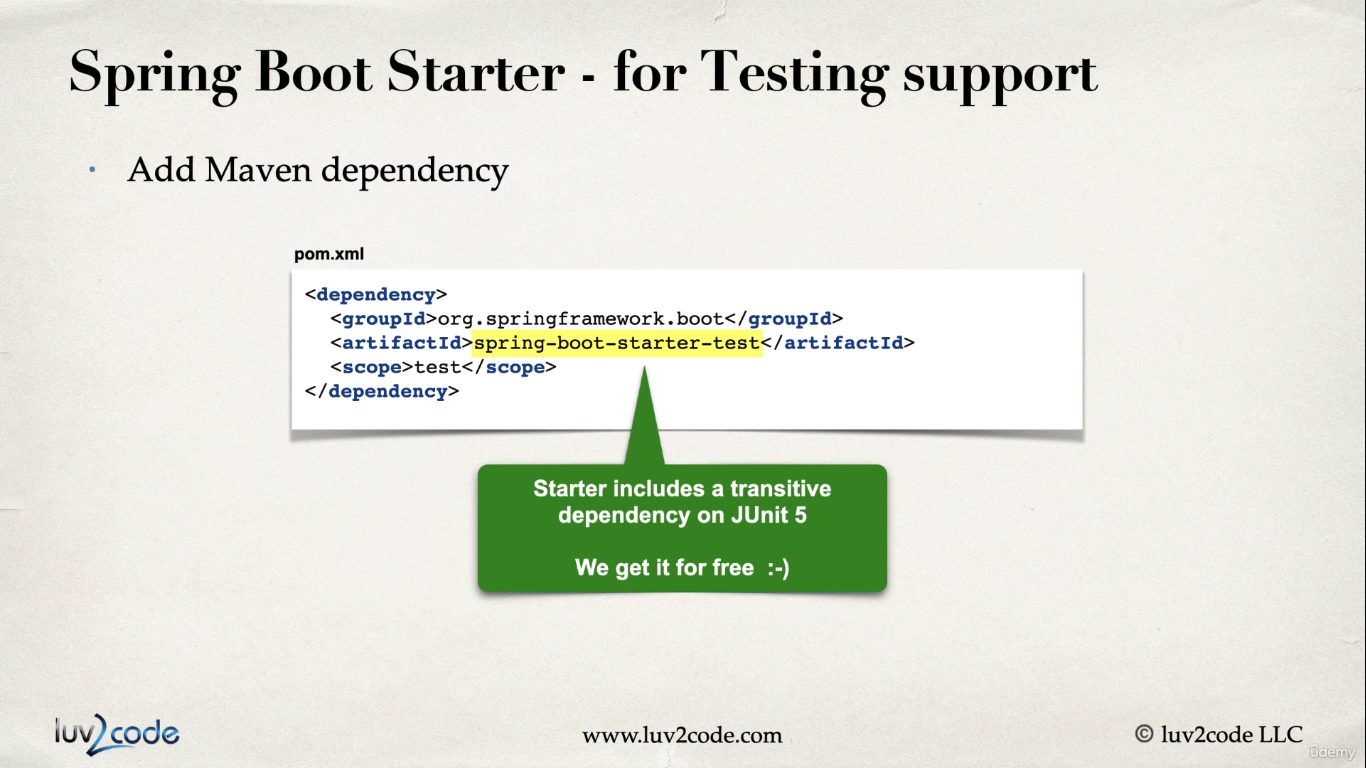 Spring Boot Starter - for Testing support
• Add Maven dependency
pom.xml
<dependency>
<groupId>org.springframework.boot</groupId>
<artifactId>spring-boot-starter-test</artifactId>
<scope>test</scope>
</dependency>
Starter includes a transitive
dependency on JUnit 5
We get it for free :-)
luv2code
www.luv2code.com
© luv2code LLC
ûdemy